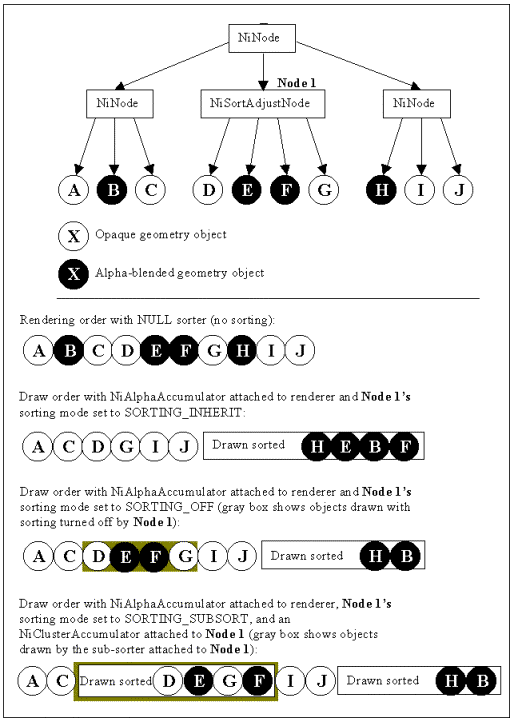 NiNode
Node 1
NiNode NiSortAdjustNode NiNode
A B C D E F G H I J
X Opaque geometry object
X Alpha-blended geometry object
Rendering order with NULL sorter (no sorting):
A B C D E F G H I J
Draw order with NiAlphaAccumulator attached to renderer and Node 1's
sorting mode set to SORTING_INHERIT:
A C D G I J Drawn sorted H E B F
Draw order with NiAlphaAccumulator attached to renderer and Node 1's
sorting mode set to SORTING_OFF (gray box shows objects drawn with
sorting turned off by Node 1):
A C D E F G I J Drawn sorted H B
Draw order with NiAlphaAccumulator attached to renderer, Node 1's
sorting mode set to SORTING_SUBSORT, and an
NiClusterAccumulator attached to Node 1 (gray box shows objects
drawn by the sub-sorter attached to Node 1):
A C Drawn sorted D E G F I J Drawn sorted H B